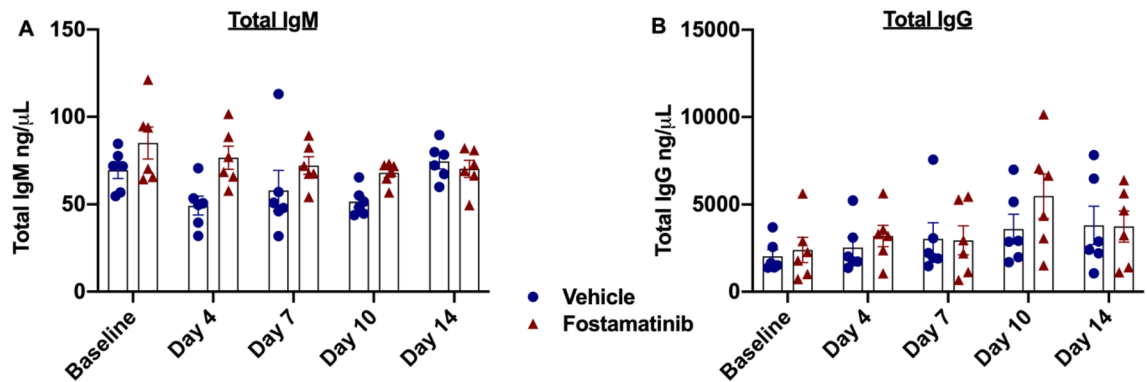 A
Total IgM
Total IgM ng/μL
150
100
50
0
Baseline
Day 4
Day 7
Day 10
Day 14
Vehicle
Fostamatinib
B
Total IgG
Total IgG ng/μL
15000
10000
5000
0
Baseline
Day 4
Day 7
Day 10
Day 14